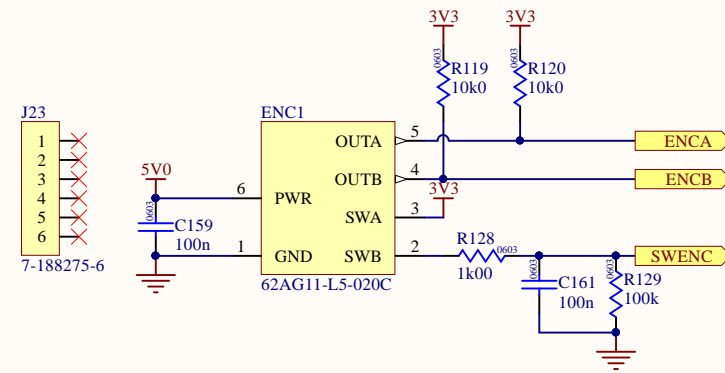 3V3
3V3
0603
R119
10k0
0603
R120
10k0
J23
1
2
3
4
5
6
7-188275-6
ENC1
OUTA
5
ENCA
OUTB
4
ENCB
5V0
6
PWR
3V3
SWA
3
0603
C159
100n
1
GND
SWB
2
R128
0603
1k00
SWENC
62AG11-L5-020C
0603
C161
100n
0603
R129
100k